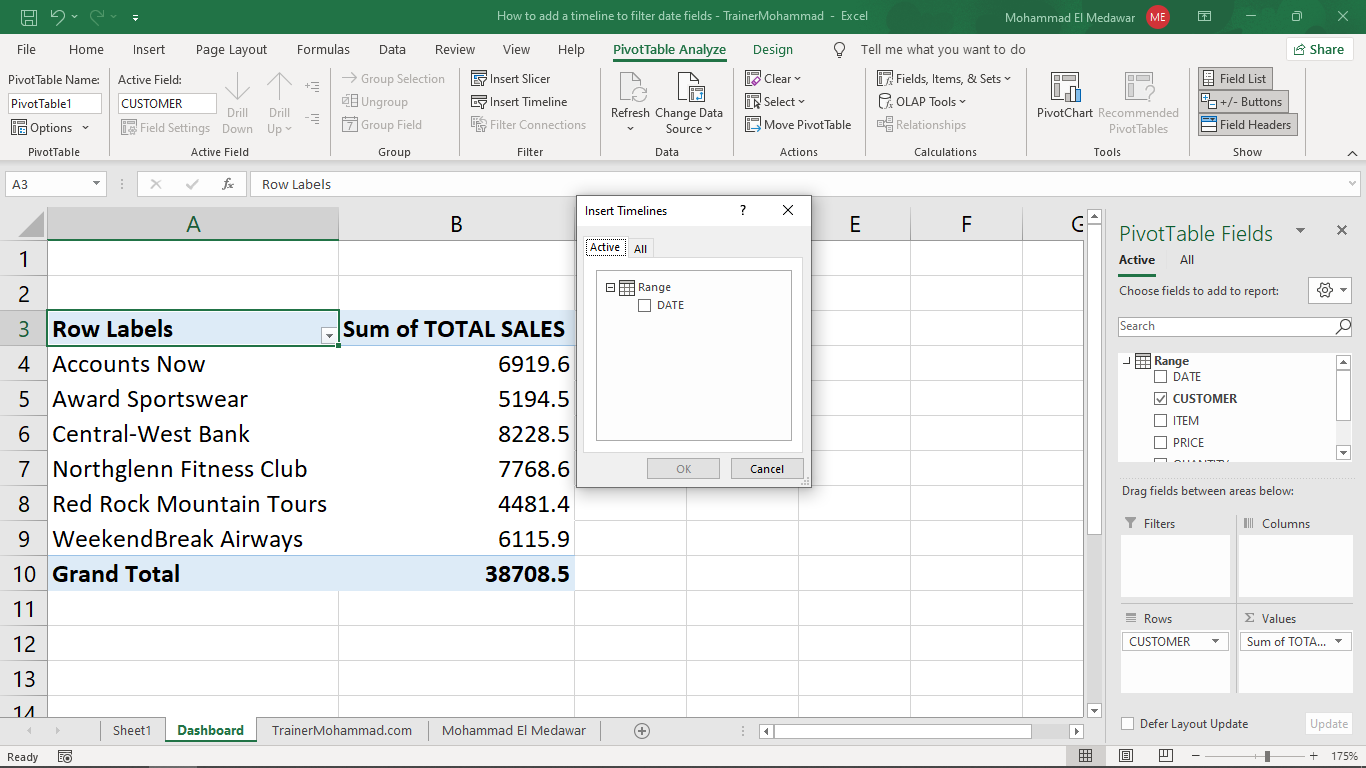 How to add a timeline to filter date fields - TrainerMohammad - Excel
Mohammad El Medawar ME
File Home Insert Page Layout Formulas Data Review View Help PivotTable Analyze Design Tell me what you want to do Share
PivotTable Name:
PivotTable1
Options
PivotTable
Active Field:
CUSTOMER
Field Settings
Drill Down
Drill Up
Active Field
Group Selection
Ungroup
Group Field
Group
Insert Slicer
Insert Timeline
Filter Connections
Filter
Refresh
Change Data Source
Data
Clear
Select
Move PivotTable
Actions
Fields, Items, & Sets
OLAP Tools
Relationships
Calculations
PivotChart
Recommended PivotTables
Tools
Field List
+/- Buttons
Field Headers
Show
A3 fx Row Labels
A B E F G
1
2
3 Row Labels Sum of TOTAL SALES
4 Accounts Now 6919.6
5 Award Sportswear 5194.5
6 Central-West Bank 8228.5
7 Northglenn Fitness Club 7768.6
8 Red Rock Mountain Tours 4481.4
9 WeekendBreak Airways 6115.9
10 Grand Total 38708.5
11
12
13
14
Insert Timelines ?
Active All
Range
DATE
OK Cancel
PivotTable Fields
Active All
Choose fields to add to report:
Search
Range
DATE
CUSTOMER
ITEM
PRICE
Drag fields between areas below:
Filters Columns
Rows Σ Values
CUSTOMER Sum of TOTA...
Defer Layout Update Update
Sheet1 Dashboard TrainerMohammad.com Mohammad El Medawar
Ready 175%